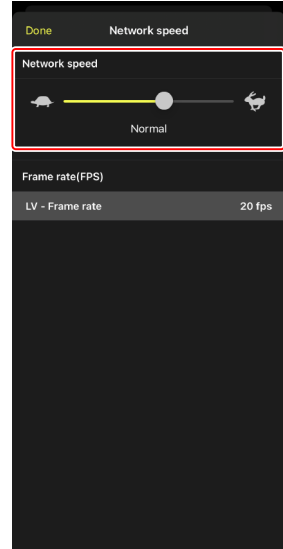 Done Network speed
Network speed
Normal
Frame rate(FPS)
LV - Frame rate 20 fps